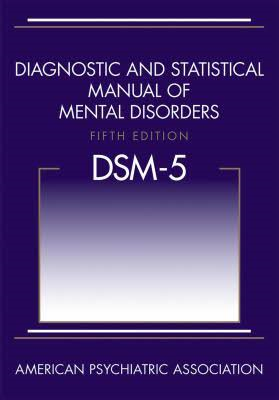 DIAGNOSTIC AND STATISTICAL
MANUAL OF
MENTAL DISORDERS
FIFTH EDITION
DSM-5
AMERICAN PSYCHIATRIC ASSOCIATION